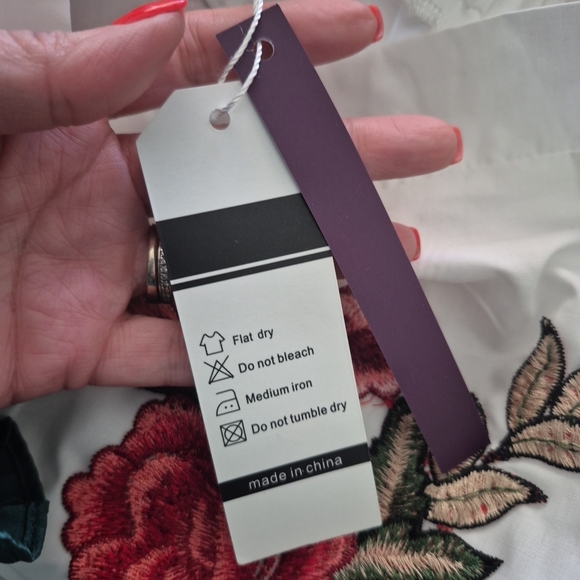 Flat dry
Do not bleach
Medium iron
Do not tumble dry
made in china